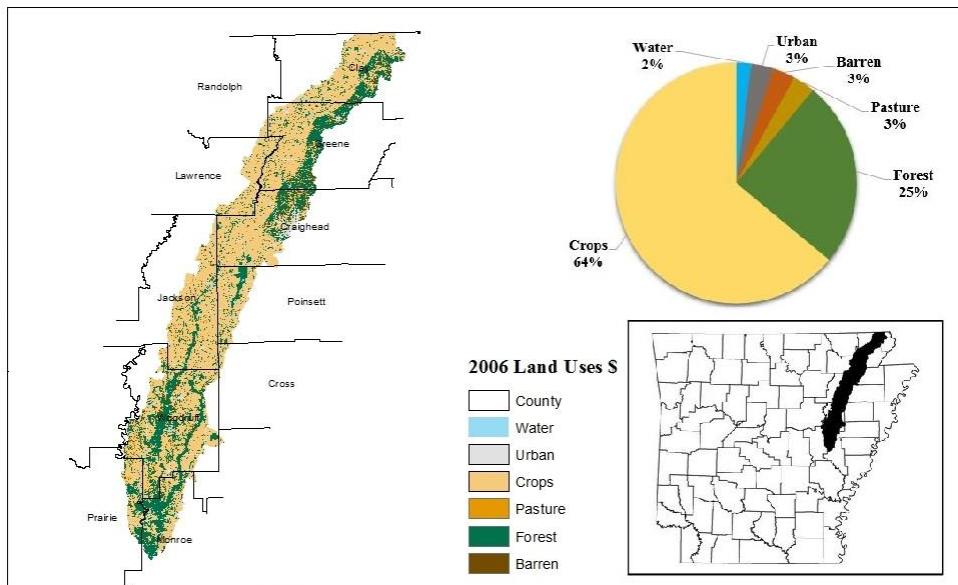 Clay
Randolph
Greene
Lawrence
Craighead
Jackson
Poinsett
Cross
Woodruff
Prairie
Monroe
Water
2%
Urban
3%
Barren
3%
Pasture
3%
Forest
25%
Crops
64%
2006 Land Uses $
County
Water
Urban
Crops
Pasture
Forest
Barren